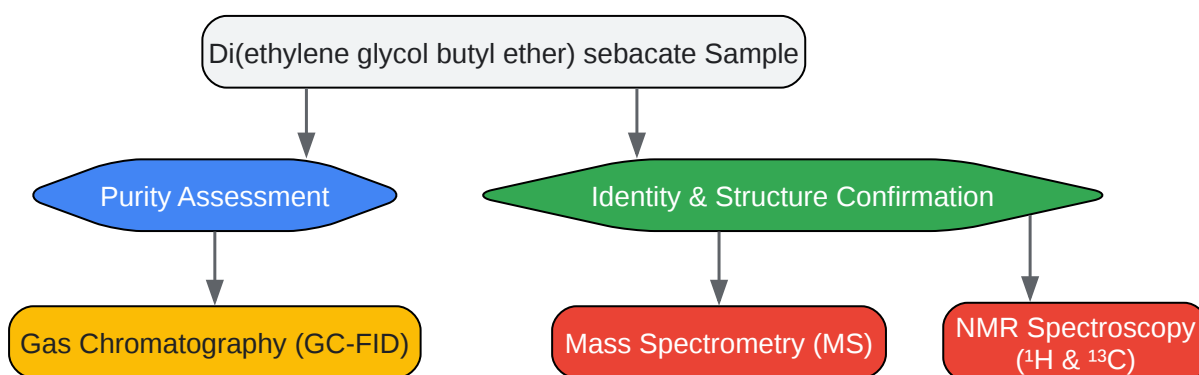 Di(ethylene glycol butyl ether) sebacate Sample
Purity Assessment
Identity & Structure Confirmation
Gas Chromatography (GC-FID)
Mass Spectrometry (MS)
NMR Spectroscopy
(¹H & ¹³C)